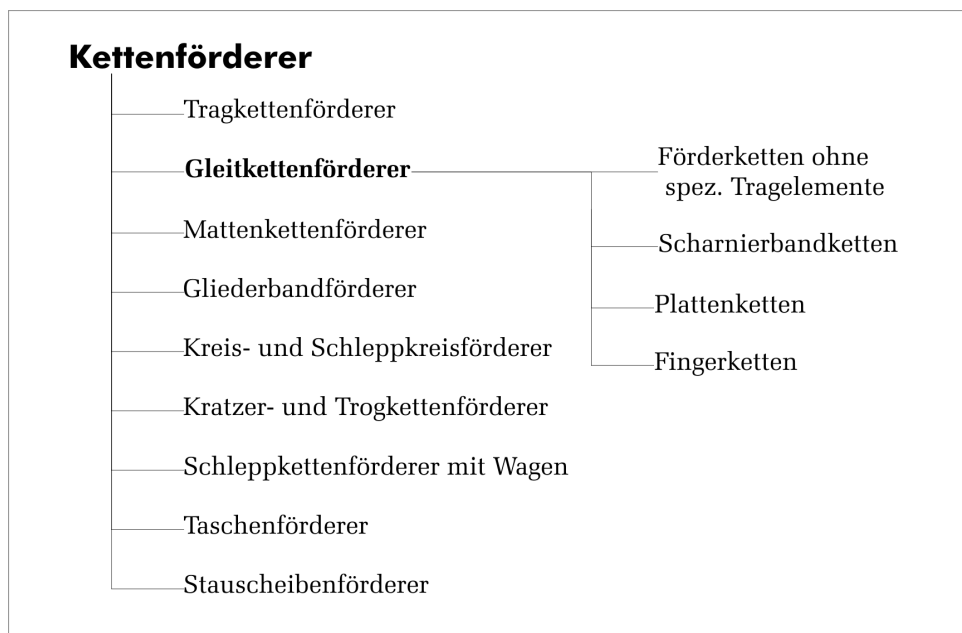 Kettenförderer
Tragkettenförderer
Gleitkettenförderer
Mattenkettenförderer
Gliederbandförderer
Kreis- und Schleppkreisförderer
Kratzer- und Trogkettenförderer
Schleppkettenförderer mit Wagen
Taschenförderer
Stauscheibenförderer
Förderketten ohne
spez. Tragelemente
Scharnierbandketten
Plattenketten
Fingerketten